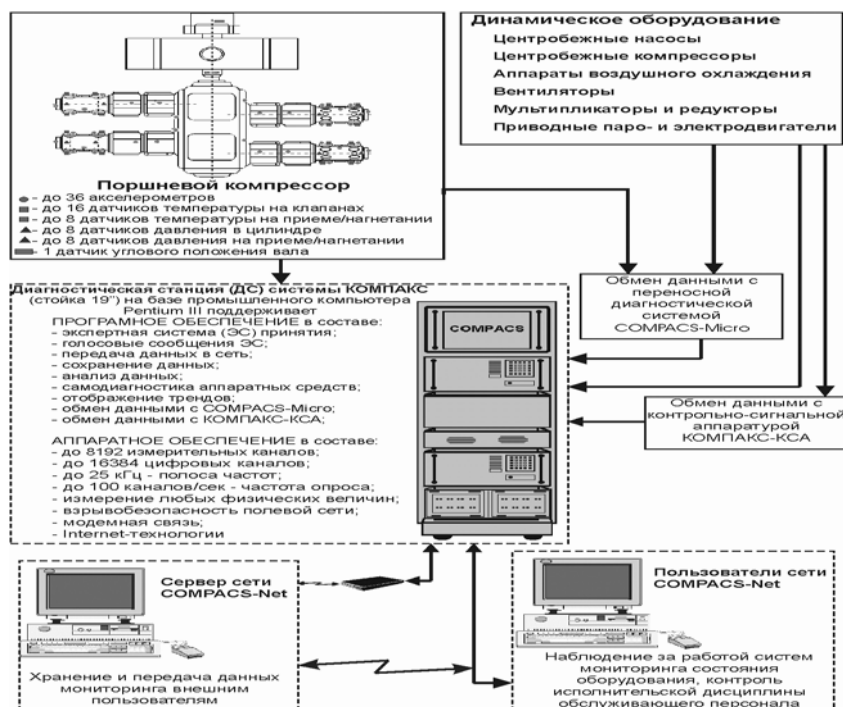 Поршневой компрессор
- до 36 акселерометров
- до 16 датчиков температуры на клапанах
- до 8 датчиков температуры на приеме/нагнетании
- до 8 датчиков давления в цилиндре
- до 8 датчиков давления на приеме/нагнетании
- 1 датчик углового положения вала
Динамическое оборудование
Центробежные насосы
Центробежные компрессоры
Аппараты воздушного охлаждения
Вентиляторы
Мультипликаторы и редукторы
Приводные паро- и электродвигатели
Обмен данными с
переносной
диагностической
системой
COMPACS-Micro
Обмен данными с
контрольно-сигнальной
аппаратурой
КОМПАКС-КСА
Диагностическая станция (ДС) системы КОМПАКС
(стойка 19") на базе промышленного компьютера
Pentium III поддерживает
ПРОГРАМНОЕ ОБЕСПЕЧЕНИЕ в составе:
- экспертная система (ЭС) принятия;
- голосовые сообщения ЭС;
- передача данных в сеть;
- сохранение данных;
- анализ данных;
- самодиагностика аппаратных средств;
- отображение трендов;
- обмен данными с COMPACS-Micro;
- обмен данными с КОМПАКС-КСА;
АППАРАТНОЕ ОБЕСПЕЧЕНИЕ в составе:
- до 8192 измерительных каналов;
- до 16384 цифровых каналов;
- до 25 кГц - полоса частот;
- до 100 каналов/сек - частота опроса;
- измерение любых физических величин;
- взрывобезопасность полевой сети;
- модемная связь;
- Internet-технологии
COMPACS
Сервер сети
COMPACS-Net
Хранение и передача данных
мониторинга внешним
пользователям
Пользователи сети
COMPACS-Net
Наблюдение за работой систем
мониторинга состояния
оборудования, контроль
исполнительской дисциплины
обслуживающего персонала